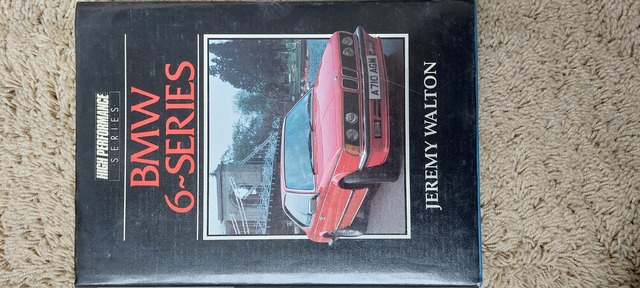 HIGH PERFORMANCE
SERIES
BMW
6~SERIES
A710 AGM
JEREMY WALTON